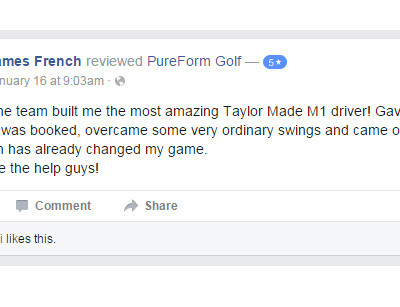 ames French reviewed PureForm Golf — 5★
nuary 16 at 9:03am ·
he team built me the most amazing Taylor Made M1 driver! Gav
was booked, overcame some very ordinary swings and came o
n has already changed my game.
e the help guys!
Comment Share
i likes this.